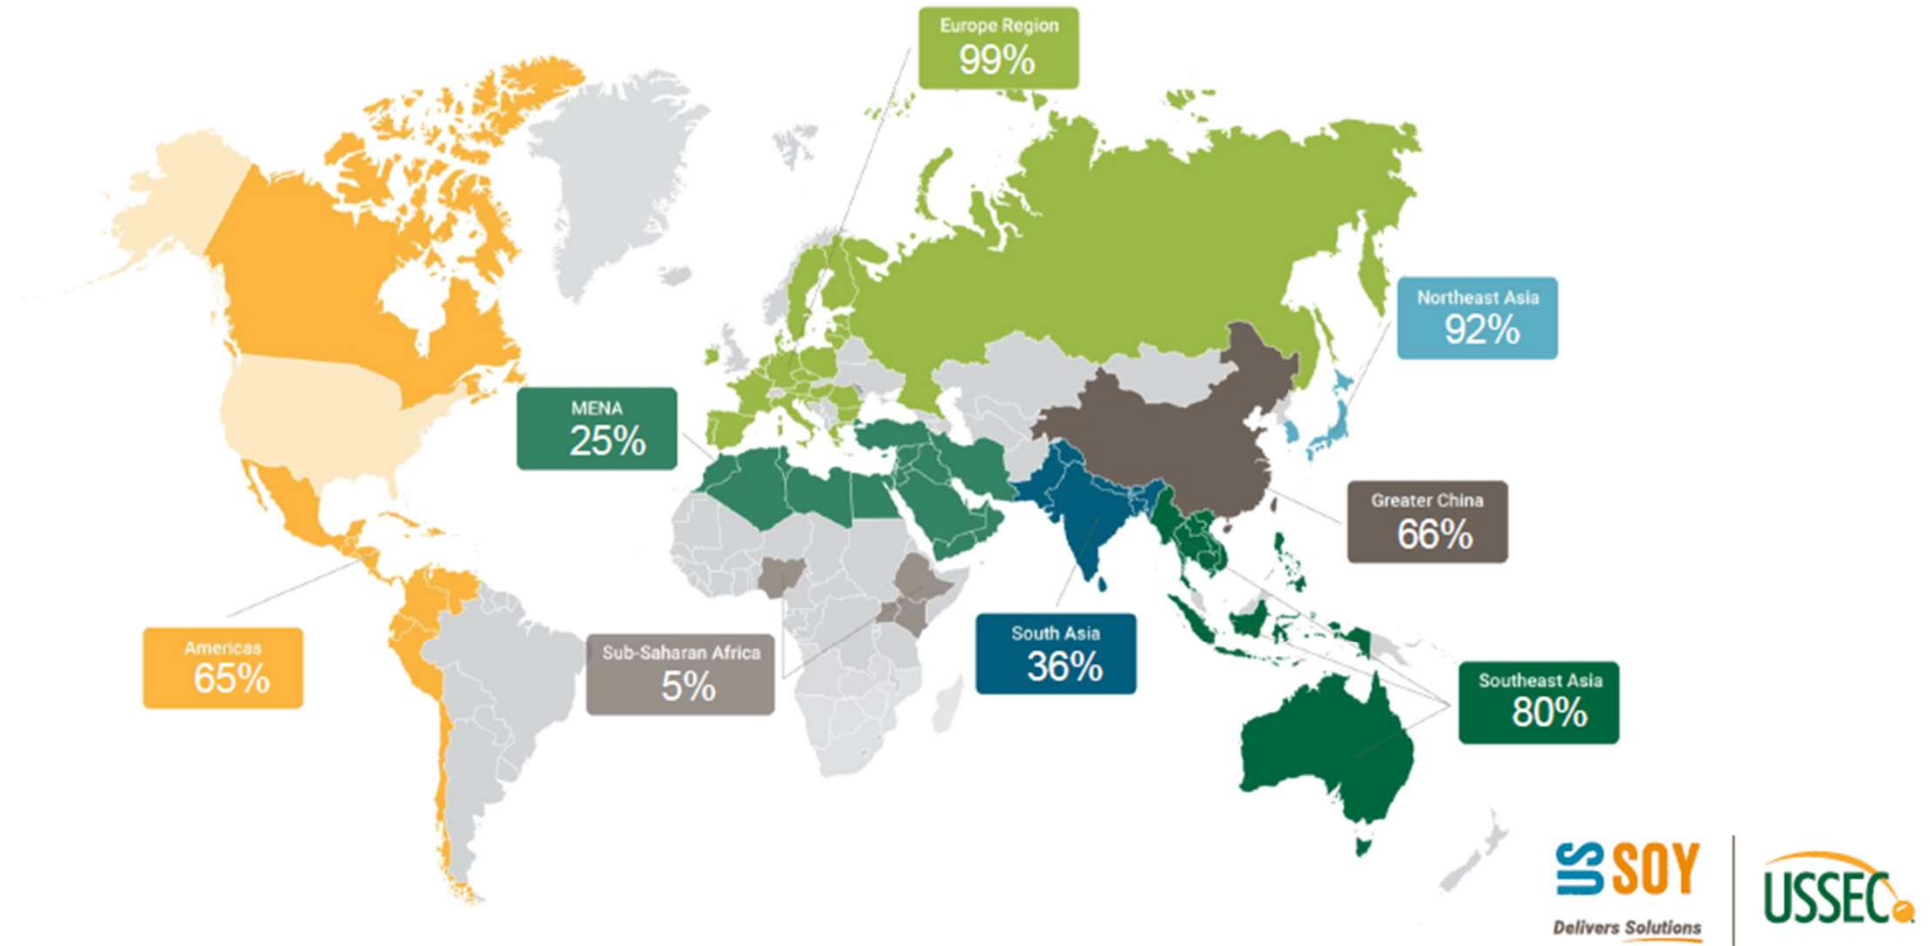 Europe Region
99%
Northeast Asia
92%
MENA
25%
Greater China
66%
Americas
65%
Sub-Saharan Africa
5%
South Asia
36%
Southeast Asia
80%
US SOY
Delivers Solutions
USSEC